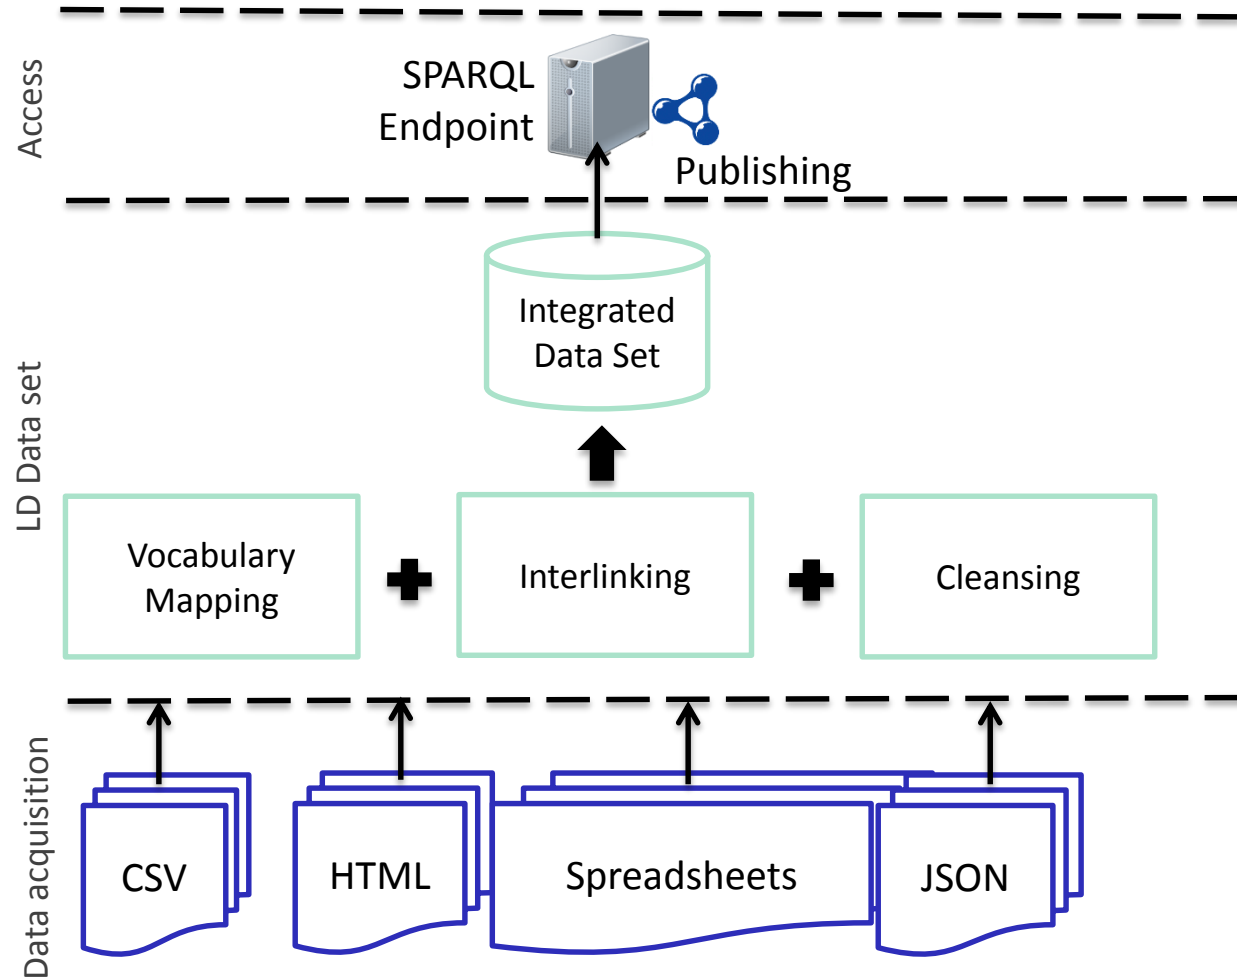 Access
SPARQL
Endpoint
Publishing
LD Data set
Integrated
Data Set
Vocabulary
Mapping
Interlinking
Cleansing
Data acquisition
CSV
HTML
Spreadsheets
JSON